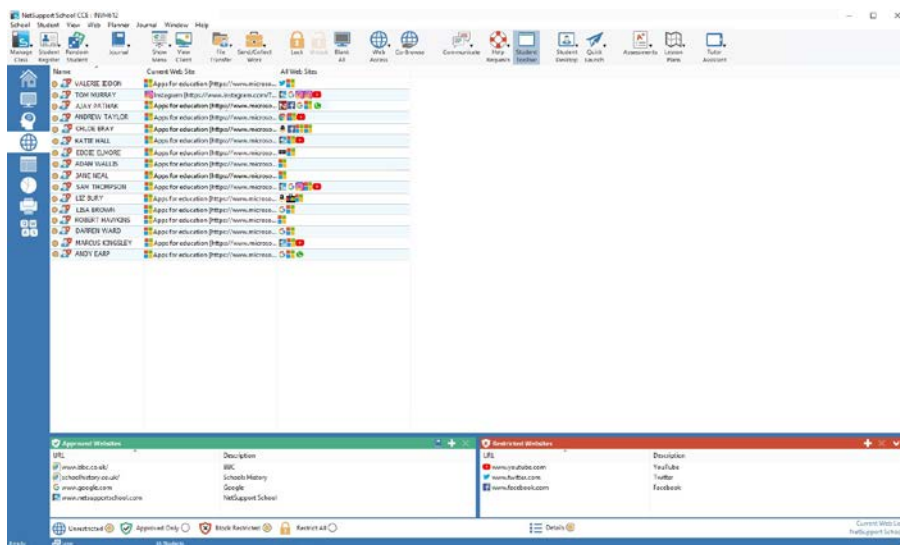 NetSupport School CCE : INVHK12
School Student View Web Planner Journal Window Help
Manage Class Student Register Random Student Journal Show Menu View Client File Transfer Send/Collect Work Lock Unlock Blank All Web Access Co-Browse Communicate Help Requests Student Toolbar Student Desktop Quick Launch Assessments Lesson Plans Tutor Assistant
Name Current Web Site All Web Sites
VALERIE IDDON Apps for education [https://www.microso...
TOM MURRAY Instagram [https://www.instagram.com/?...
AJAY PATHAK Apps for education [https://www.microso...
ANDREW TAYLOR Apps for education [https://www.microso...
CHLOE BRAY Apps for education [https://www.microso...
KATIE HALL Apps for education [https://www.microso...
EDDIE ELMORE Apps for education [https://www.microso...
ADAM WALLIS Apps for education [https://www.microso...
JANE NEAL Apps for education [https://www.microso...
SAM THOMPSON Apps for education [https://www.microso...
LIZ BURY Apps for education [https://www.microso...
LISA BROWN Apps for education [https://www.microso...
ROBERT HAWKINS Apps for education [https://www.microso...
DARREN WARD Apps for education [https://www.microso...
MARCUS KINGSLEY Apps for education [https://www.microso...
ANDY EARP Apps for education [https://www.microso...
Approved Websites
URL Description
www.bbc.co.uk/ BBC
schoolhistory.co.uk/ Schools History
www.google.com Google
www.netsupportschool.com NetSupport School
Restricted Websites
URL Description
www.youtube.com YouTube
www.twitter.com Twitter
www.facebook.com Facebook
Unrestricted Approved Only Block Restricted Restrict All Details
Current Web List
NetSupport School
Ready 16 Students